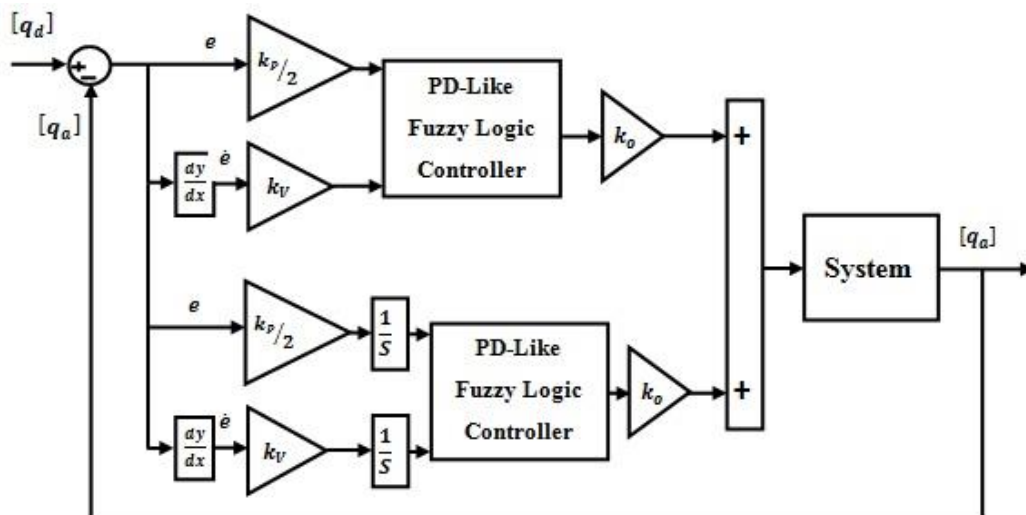 [q_d]
+
−
[q_a]
e
k_P/2
PD-Like
Fuzzy Logic
Controller
k_o
+
dy/dx
ė
k_V
System
[q_a]
e
k_P/2
1/S
PD-Like
Fuzzy Logic
Controller
k_o
+
dy/dx
ė
k_V
1/S